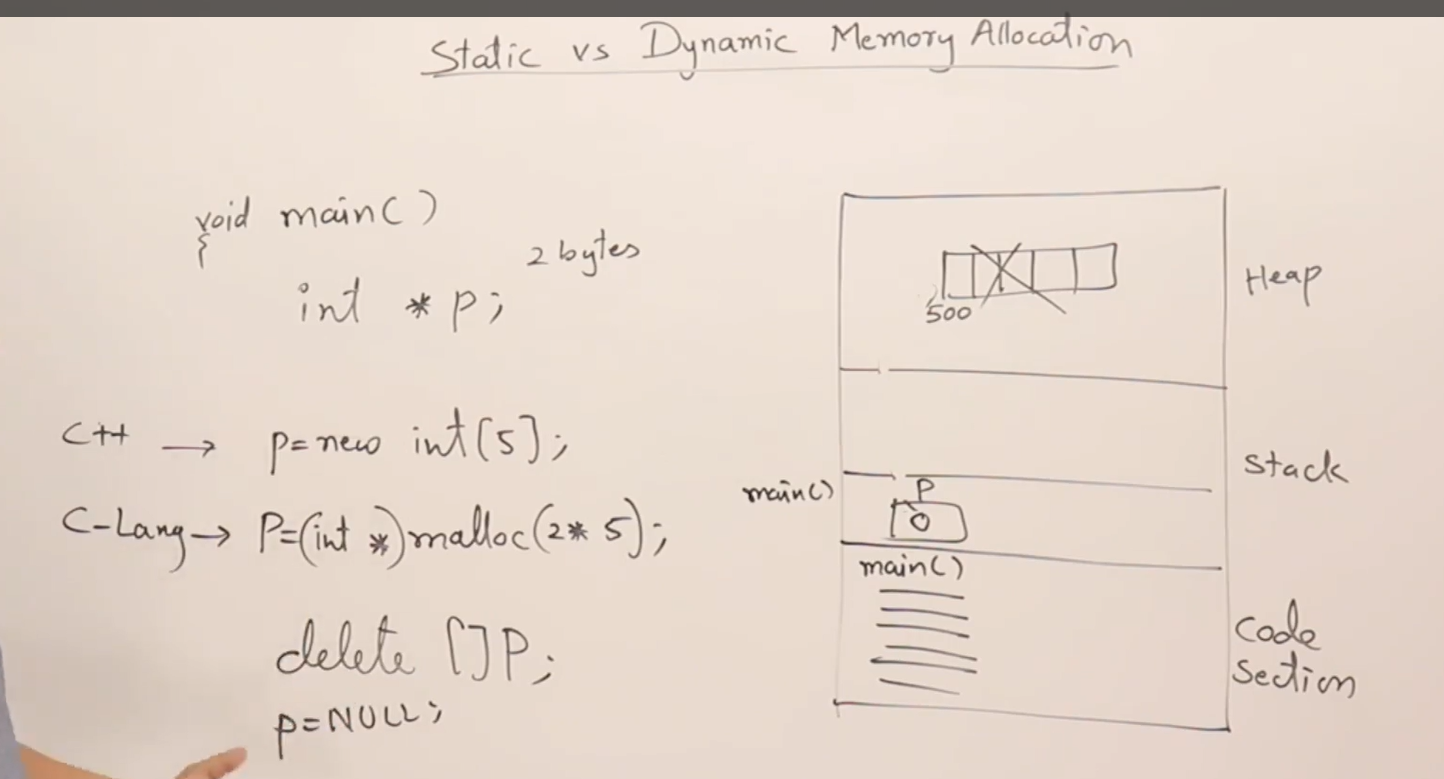 Static vs Dynamic Memory Allocation
void main()
{
2 bytes
int * p;
C++ → p=new int[5];
C-Lang→ P=(int *)malloc(2* 5);
delete []P;
p=NULL;
500
Heap
Stack
main()
P
0
main()
Code
Section